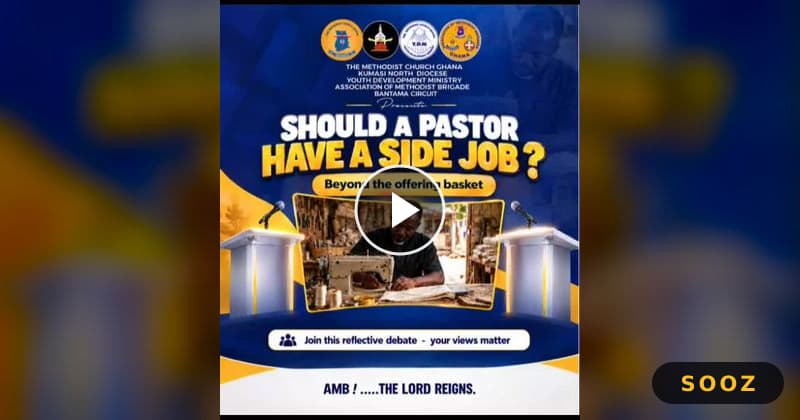 THE METHODIST CHURCH GHANA
KUMASI NORTH DIOCESE
YOUTH DEVELOPMENT MINISTRY
ASSOCIATION OF METHODIST BRIGADE
BANTAMA CIRCUIT
Presents
SHOULD A PASTOR
HAVE A SIDE JOB?
Beyond the offering basket
Join this reflective debate - your views matter
AMB ! .....THE LORD REIGNS.
SOOZ